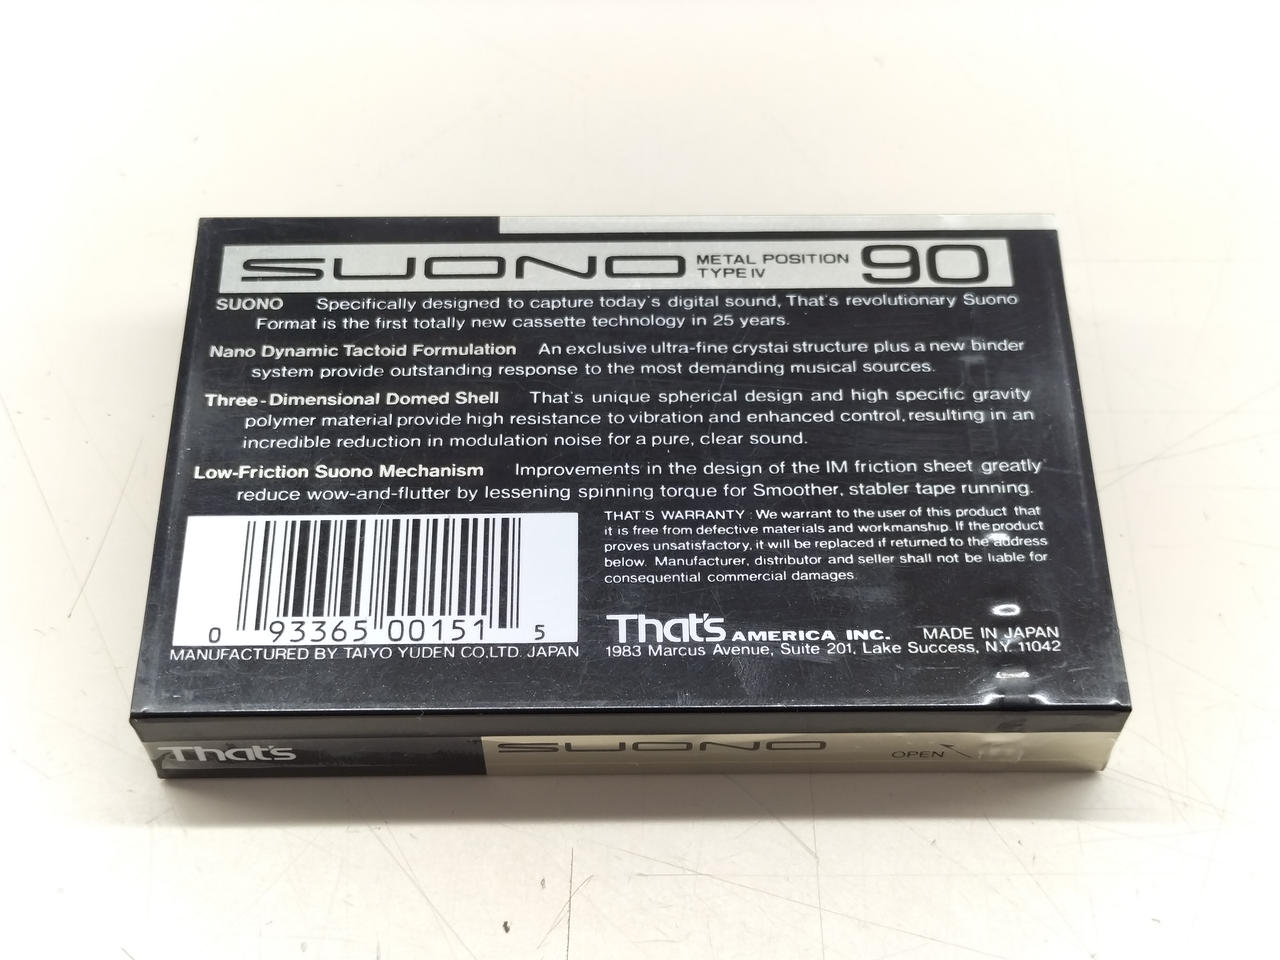 SUONO METAL POSITION TYPE IV 90
SUONO Specifically designed to capture today's digital sound, That's revolutionary Suono
Format is the first totally new cassette technology in 25 years.
Nano Dynamic Tactoid Formulation An exclusive ultra-fine crystal structure plus a new binder
system provide outstanding response to the most demanding musical sources.
Three-Dimensional Domed Shell That's unique spherical design and high specific gravity
polymer material provide high resistance to vibration and enhanced control, resulting in an
incredible reduction in modulation noise for a pure, clear sound.
Low-Friction Suono Mechanism Improvements in the design of the IM friction sheet greatly
reduce wow-and-flutter by lessening spinning torque for Smoother, stabler tape running.
THAT'S WARRANTY : We warrant to the user of this product that
it is free from defective materials and workmanship. If the product
proves unsatisfactory, it will be replaced if returned to the address
below. Manufacturer, distributor and seller shall not be liable for
consequential commercial damages.
0 93365 00151 5
MANUFACTURED BY TAIYO YUDEN CO.,LTD. JAPAN
That's AMERICA INC. MADE IN JAPAN
1983 Marcus Avenue, Suite 201, Lake Success, N.Y. 11042
That's SUONO OPEN